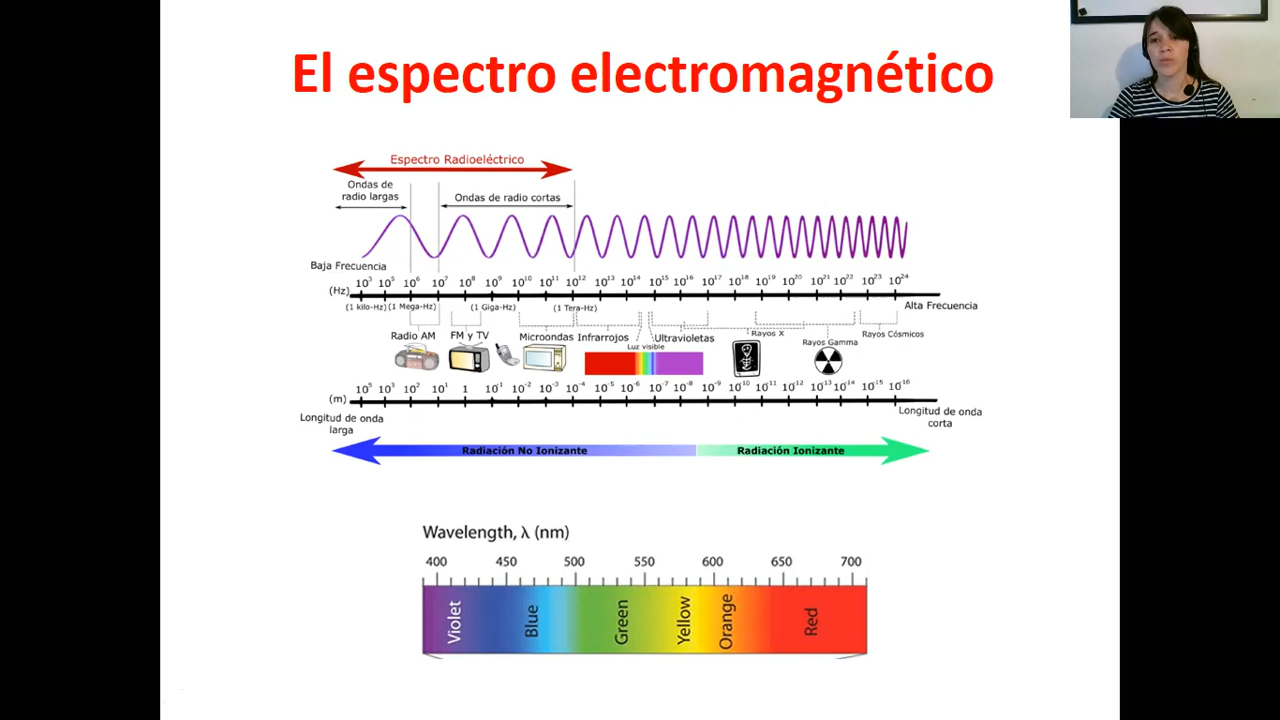 El espectro electromagnético
Espectro Radioeléctrico
Ondas de
radio largas
Ondas de radio cortas
Baja Frecuencia
(Hz)
10³ 10⁵ 10⁶ 10⁷ 10⁸ 10⁹ 10¹⁰ 10¹¹ 10¹² 10¹³ 10¹⁴ 10¹⁵ 10¹⁶ 10¹⁷ 10¹⁸ 10¹⁹ 10²⁰ 10²¹ 10²² 10²³ 10²⁴
(1 kilo-Hz) (1 Mega-Hz) (1 Giga-Hz) (1 Tera-Hz)
Alta Frecuencia
Radio AM FM y TV Microondas Infrarrojos Ultravioletas Rayos X Rayos Gamma Rayos Cósmicos
Luz visible
(m)
10⁵ 10³ 10² 10¹ 1 10⁻¹ 10⁻² 10⁻³ 10⁻⁴ 10⁻⁵ 10⁻⁶ 10⁻⁷ 10⁻⁸ 10⁻⁹ 10⁻¹⁰ 10⁻¹¹ 10⁻¹² 10⁻¹³ 10⁻¹⁴ 10⁻¹⁵ 10⁻¹⁶
Longitud de onda
larga
Longitud de onda
corta
Radiación No Ionizante
Radiación Ionizante
Wavelength, λ (nm)
400 450 500 550 600 650 700
Violet Blue Green Yellow Orange Red